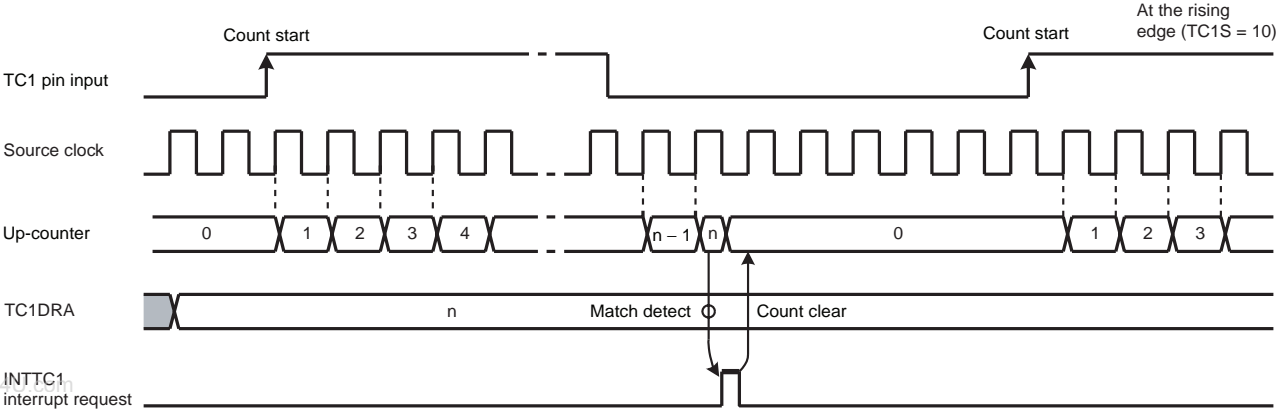 At the rising
edge (TC1S = 10)
Count start
Count start
TC1 pin input
Source clock
Up-counter
0 1 2 3 4 n – 1 n 0 1 2 3
TC1DRA
n
Match detect
Count clear
INTTC1
interrupt request